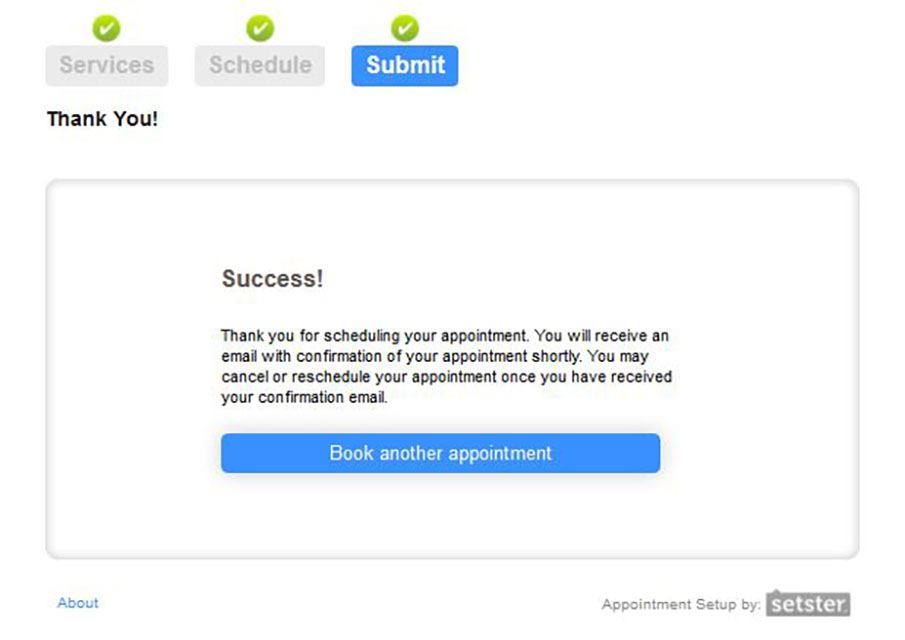 Services Schedule Submit
Thank You!
Success!
Thank you for scheduling your appointment. You will receive an
email with confirmation of your appointment shortly. You may
cancel or reschedule your appointment once you have received
your confirmation email.
Book another appointment
About Appointment Setup by: setster